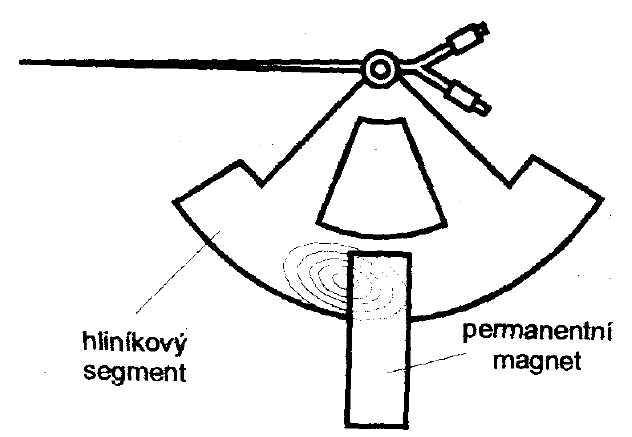 hliníkový
segment
permanentní
magnet